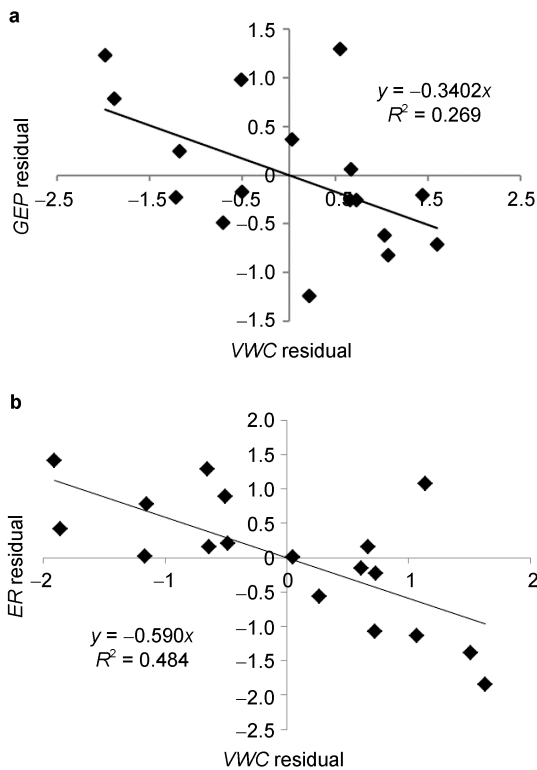 a
1.5
1.0
0.5
0
−0.5
−1.0
−1.5
−2.5
−1.5
−0.5
0.5
1.5
2.5
y = −0.3402x
R² = 0.269
GEP residual
VWC residual
b
2.0
1.5
1.0
0.5
0
−0.5
−1.0
−1.5
−2.0
−2.5
−2
−1
0
1
2
y = −0.590x
R² = 0.484
ER residual
VWC residual